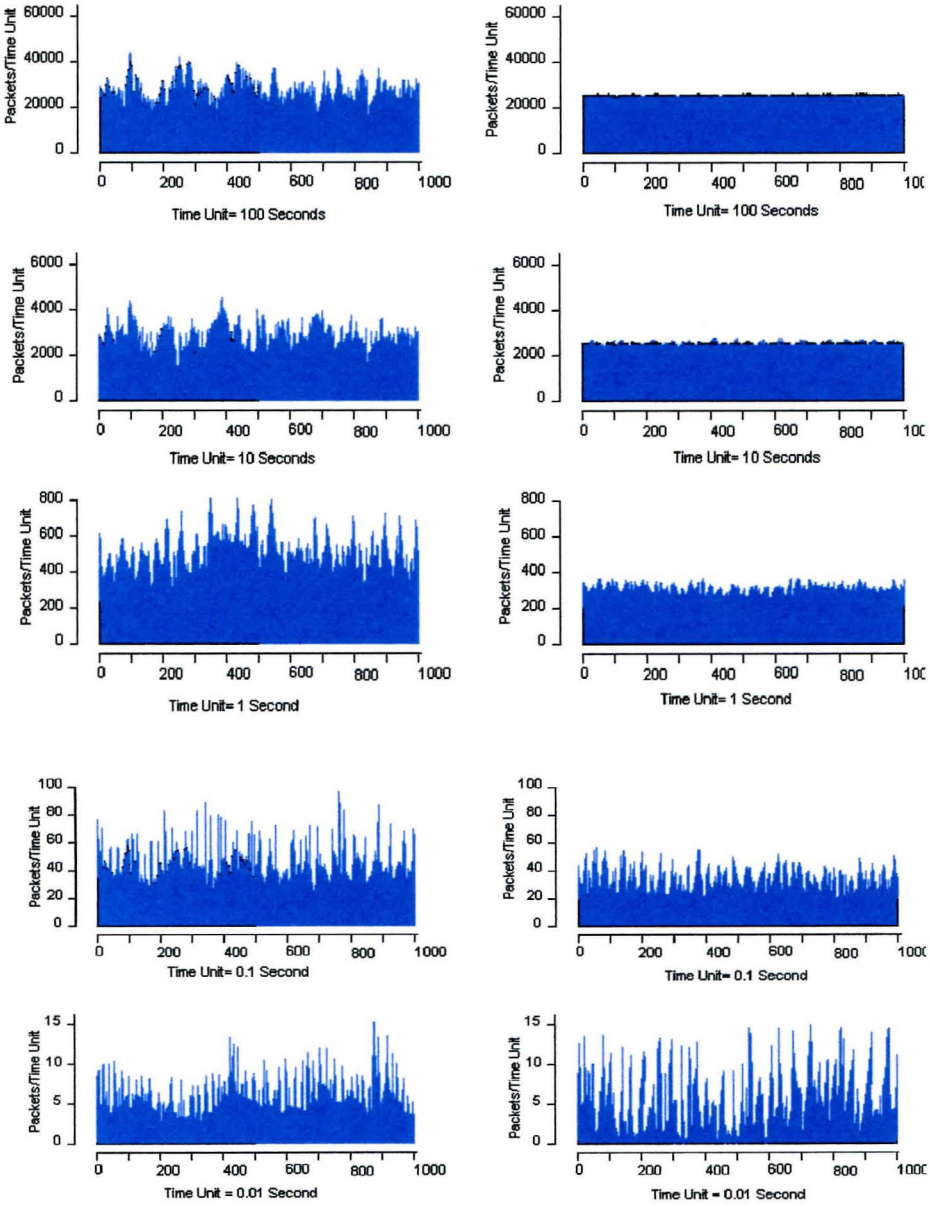 Packets/Time Unit
60000
40000
20000
0
0 200 400 600 800 1000
Time Unit= 100 Seconds
Packets/Time Unit
60000
40000
20000
0
0 200 400 600 800 100
Time Unit= 100 Seconds
Packets/Time Unit
6000
4000
2000
0
0 200 400 600 800 1000
Time Unit= 10 Seconds
Packets/Time Unit
6000
4000
2000
0
0 200 400 600 800 100
Time Unit= 10 Seconds
Packets/Time Unit
800
600
400
200
0
0 200 400 600 800 1000
Time Unit= 1 Second
Packets/Time Unit
800
600
400
200
0
0 200 400 600 800 100
Time Unit= 1 Second
Packets/Time Unit
100
80
60
40
20
0
0 200 400 600 800 1000
Time Unit= 0.1 Second
Packets/Time Unit
100
80
60
40
20
0
0 200 400 600 800 1000
Time Unit= 0.1 Second
Packets/Time Unit
15
10
5
0
0 200 400 600 800 1000
Time Unit = 0.01 Second
Packets/Time Unit
15
10
5
0
0 200 400 600 800 1000
Time Unit = 0.01 Second